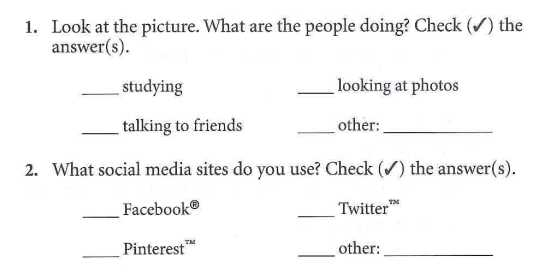 1. Look at the picture. What are the people doing? Check (✓) the
answer(s).
____ studying ____ looking at photos
____ talking to friends ____ other: ____________
2. What social media sites do you use? Check (✓) the answer(s).
____ Facebook® ____ Twitter™
____ Pinterest™ ____ other: ____________